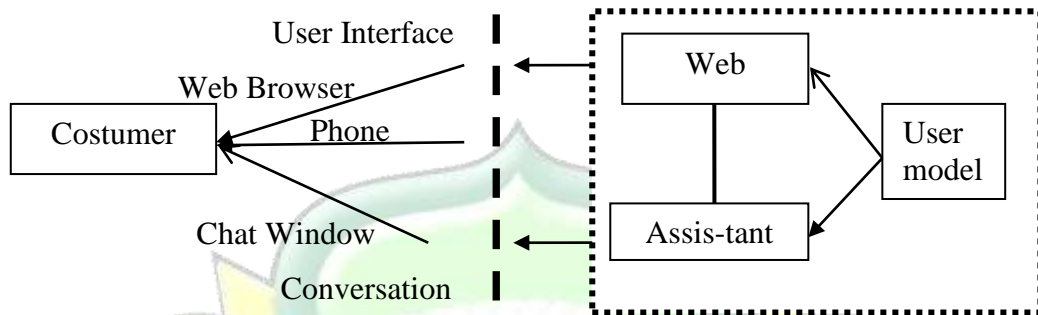 User Interface
Web Browser
Phone
Costumer
Chat Window
Conversation
Web
Assis-tant
User
model